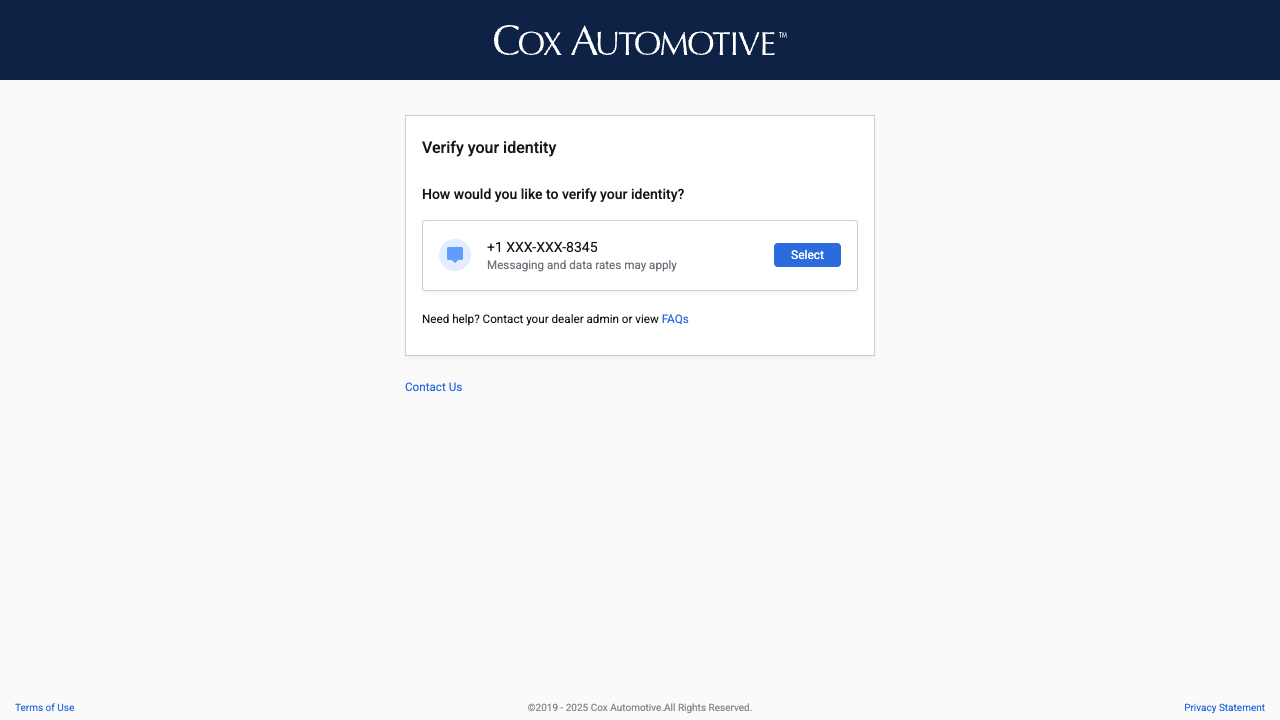 COX AUTOMOTIVE™
Verify your identity
How would you like to verify your identity?
+1 XXX-XXX-8345
Messaging and data rates may apply
Select
Need help? Contact your dealer admin or view FAQs
Contact Us
Terms of Use
©2019 - 2025 Cox Automotive.All Rights Reserved.
Privacy Statement